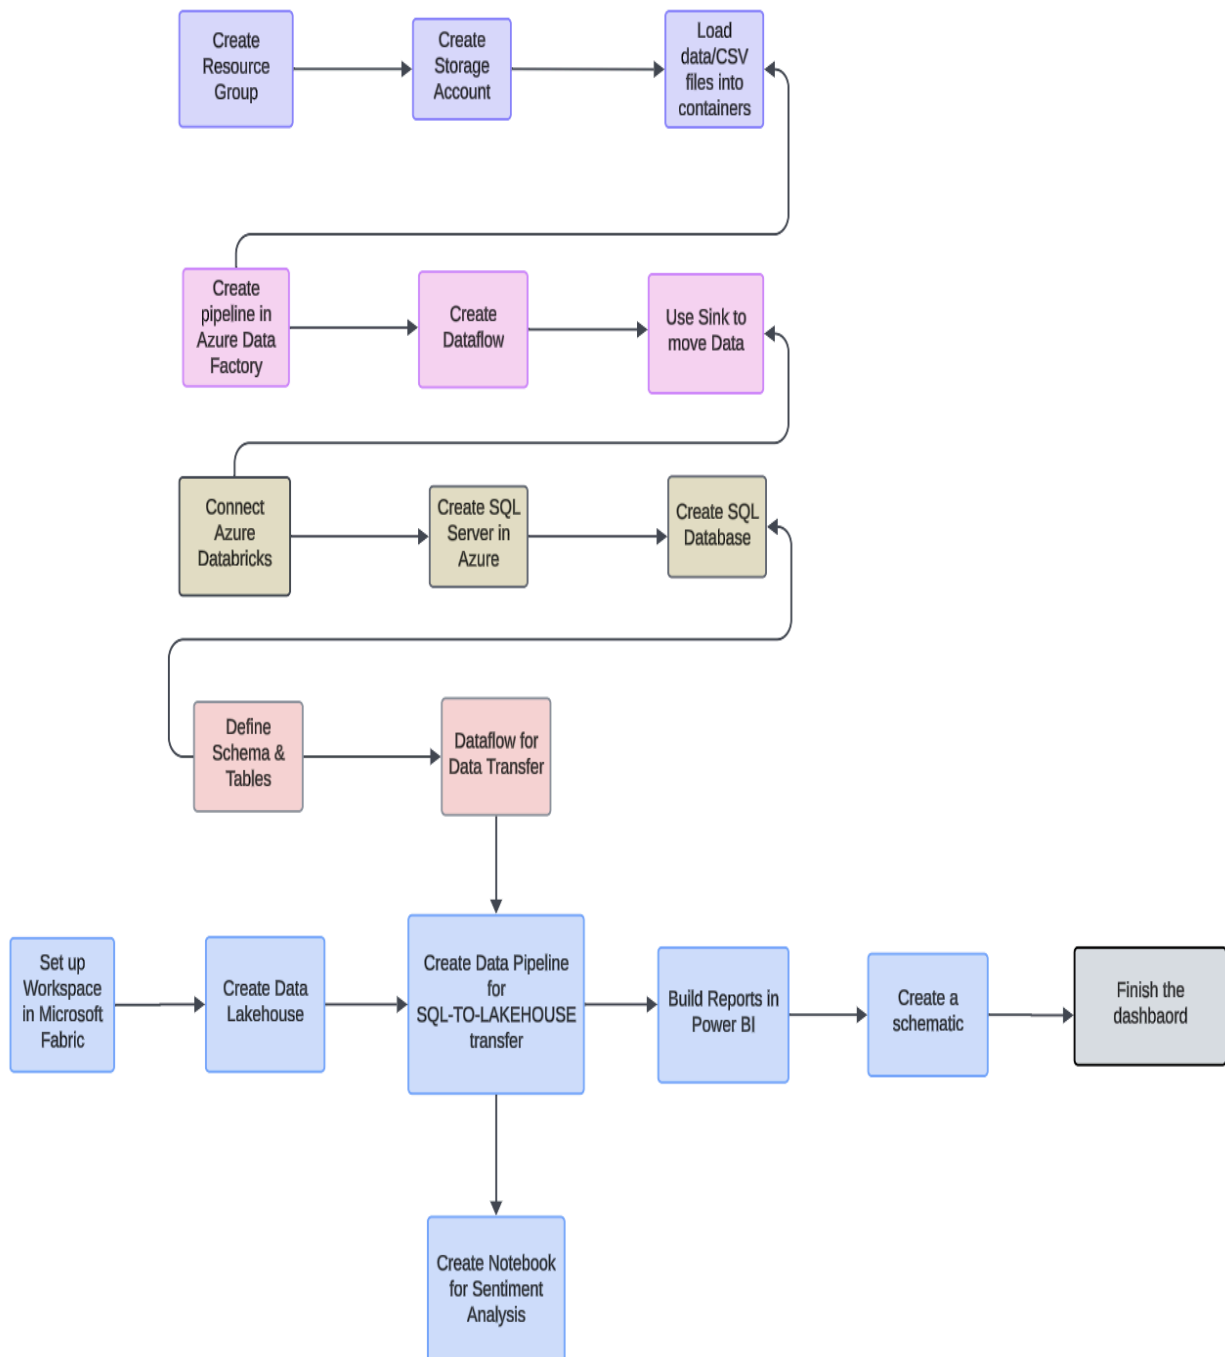 Create
Resource
Group
Create
Storage
Account
Load
data/CSV
files into
containers
Create
pipeline in
Azure Data
Factory
Create
Dataflow
Use Sink to
move Data
Connect
Azure
Databricks
Create SQL
Server in
Azure
Create SQL
Database
Define
Schema &
Tables
Dataflow for
Data Transfer
Set up
Workspace
in Microsoft
Fabric
Create Data
Lakehouse
Create Data Pipeline
for
SQL-TO-LAKEHOUSE
transfer
Build Reports in
Power BI
Create a
schematic
Finish the
dashbaord
Create Notebook
for Sentiment
Analysis